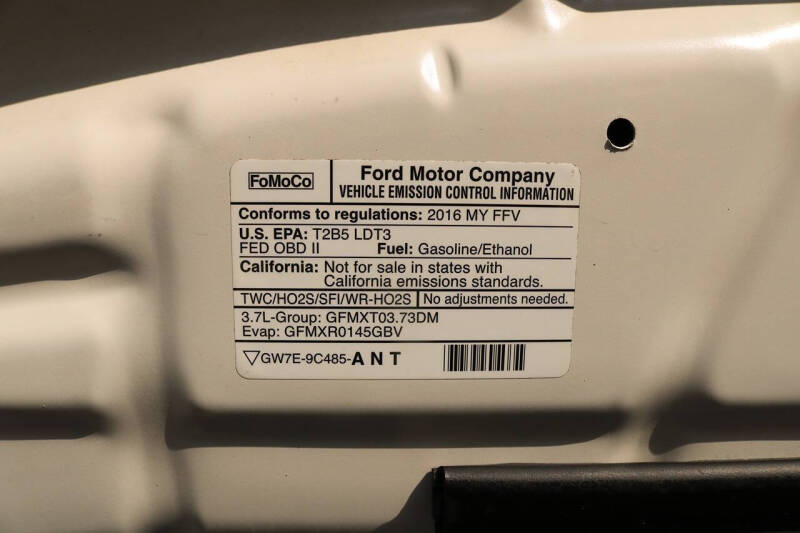 FoMoCo
Ford Motor Company
VEHICLE EMISSION CONTROL INFORMATION
Conforms to regulations: 2016 MY FFV
U.S. EPA: T2B5 LDT3
FED OBD II Fuel: Gasoline/Ethanol
California: Not for sale in states with
California emissions standards.
TWC/HO2S/SFI/WR-HO2S No adjustments needed.
3.7L-Group: GFMXT03.73DM
Evap: GFMXR0145GBV
GW7E-9C485-ANT